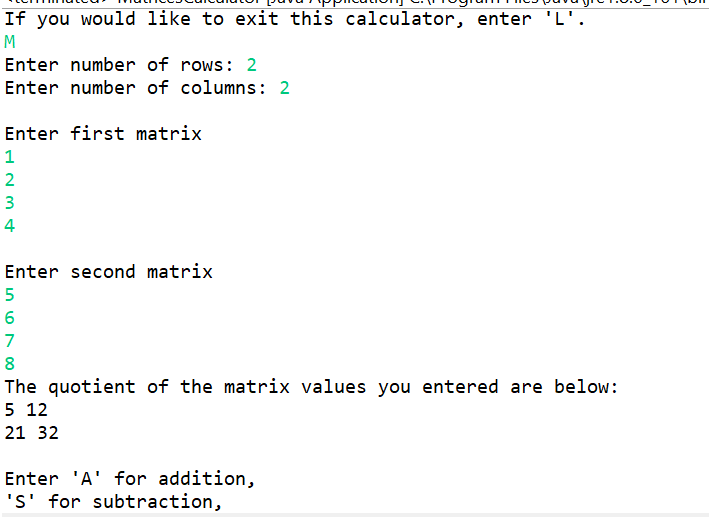 If you would like to exit this calculator, enter 'L'.
M
Enter number of rows: 2
Enter number of columns: 2
Enter first matrix
1
2
3
4
Enter second matrix
5
6
7
8
The quotient of the matrix values you entered are below:
5 12
21 32
Enter 'A' for addition,
'S' for subtraction,